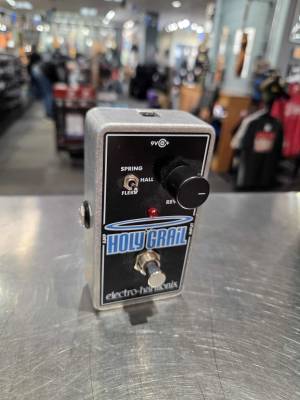 9V
SPRING
HALL
FLERB
REV
HOLY GRAIL
electro-harmonix